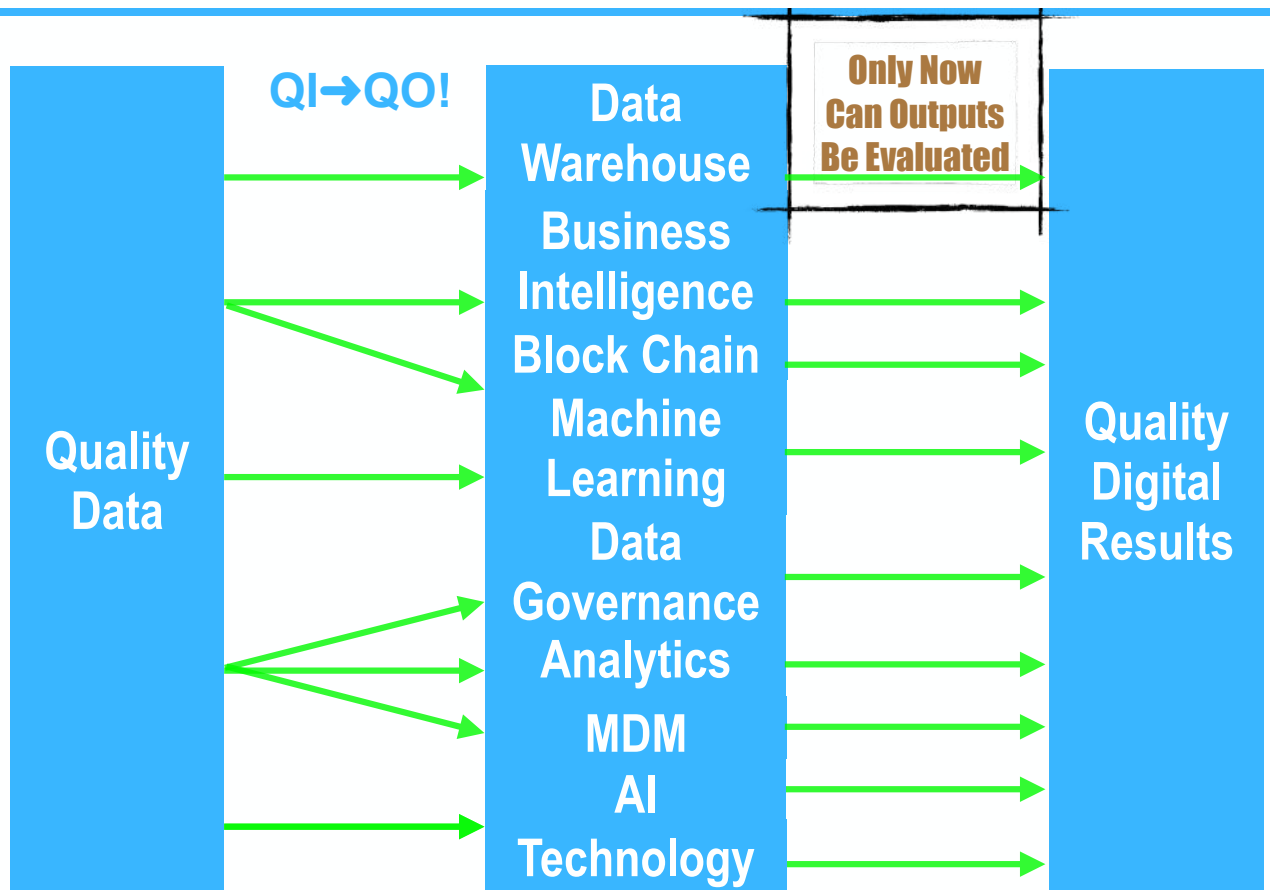 QI➜QO!
Only Now
Can Outputs
Be Evaluated
Quality
Data
Data
Warehouse
Business
Intelligence
Block Chain
Machine
Learning
Data
Governance
Analytics
MDM
AI
Technology
Quality
Digital
Results